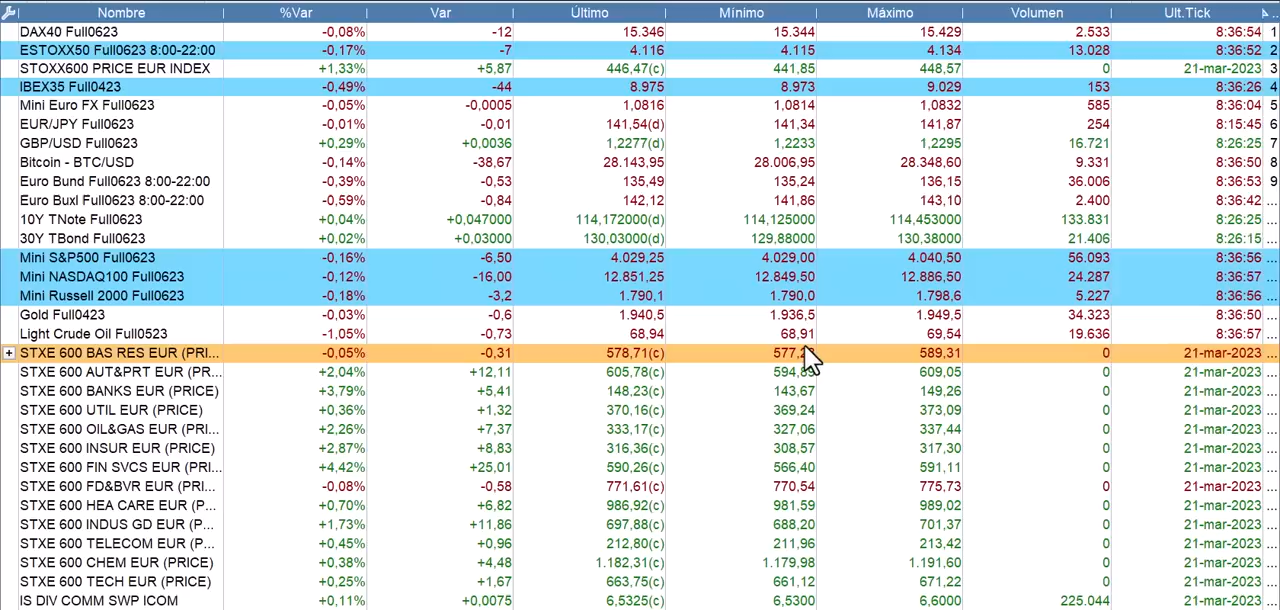 Nombre %Var Var Último Mínimo Máximo Volumen Ult.Tick
DAX40 Full0623 -0,08% -12 15.346 15.344 15.429 2.533 8:36:54 1
ESTOXX50 Full0623 8:00-22:00 -0,17% -7 4.116 4.115 4.134 13.028 8:36:52 2
STOXX600 PRICE EUR INDEX +1,33% +5,87 446,47(c) 441,85 448,57 0 21-mar-2023 3
IBEX35 Full0423 -0,49% -44 8.975 8.973 9.029 153 8:36:26 4
Mini Euro FX Full0623 -0,05% -0,0005 1,0816 1,0814 1,0832 585 8:36:04 5
EUR/JPY Full0623 -0,01% -0,01 141,54(d) 141,34 141,87 254 8:15:45 6
GBP/USD Full0623 +0,29% +0,0036 1,2277(d) 1,2233 1,2295 16.721 8:26:25 7
Bitcoin - BTC/USD -0,14% -38,67 28.143,95 28.006,95 28.348,60 9.331 8:36:50 8
Euro Bund Full0623 8:00-22:00 -0,39% -0,53 135,49 135,24 136,15 36.006 8:36:53 9
Euro Buxl Full0623 8:00-22:00 -0,59% -0,84 142,12 141,86 143,10 2.400 8:36:42 ...
10Y TNote Full0623 +0,04% +0,047000 114,172000(d) 114,125000 114,453000 133.831 8:26:25 ...
30Y TBond Full0623 +0,02% +0,03000 130,03000(d) 129,88000 130,38000 21.406 8:26:15 ...
Mini S&P500 Full0623 -0,16% -6,50 4.029,25 4.029,00 4.040,50 56.093 8:36:56 ...
Mini NASDAQ100 Full0623 -0,12% -16,00 12.851,25 12.849,50 12.886,50 24.287 8:36:57 ...
Mini Russell 2000 Full0623 -0,18% -3,2 1.790,1 1.790,0 1.798,6 5.227 8:36:56 ...
Gold Full0423 -0,03% -0,6 1.940,5 1.936,5 1.949,5 34.323 8:36:50 ...
Light Crude Oil Full0523 -1,05% -0,73 68,94 68,91 69,54 19.636 8:36:57 ...
STXE 600 BAS RES EUR (PRI... -0,05% -0,31 578,71(c) 589,31 0 21-mar-2023 ...
STXE 600 AUT&PRT EUR (PR... +2,04% +12,11 605,78(c) 609,05 0 21-mar-2023 ...
STXE 600 BANKS EUR (PRICE) +3,79% +5,41 148,23(c) 143,67 149,26 0 21-mar-2023 ...
STXE 600 UTIL EUR (PRICE) +0,36% +1,32 370,16(c) 369,24 373,09 0 21-mar-2023 ...
STXE 600 OIL&GAS EUR (PRI... +2,26% +7,37 333,17(c) 327,06 337,44 0 21-mar-2023 ...
STXE 600 INSUR EUR (PRICE) +2,87% +8,83 316,36(c) 308,57 317,30 0 21-mar-2023 ...
STXE 600 FIN SVCS EUR (PRI... +4,42% +25,01 590,26(c) 566,40 591,11 0 21-mar-2023 ...
STXE 600 FD&BVR EUR (PRI... -0,08% -0,58 771,61(c) 770,54 775,73 0 21-mar-2023 ...
STXE 600 HEA CARE EUR (P... +0,70% +6,82 986,92(c) 981,59 989,02 0 21-mar-2023 ...
STXE 600 INDUS GD EUR (P... +1,73% +11,86 697,88(c) 688,20 701,37 0 21-mar-2023 ...
STXE 600 TELECOM EUR (P... +0,45% +0,96 212,80(c) 211,96 213,42 0 21-mar-2023 ...
STXE 600 CHEM EUR (PRICE) +0,38% +4,48 1.182,31(c) 1.179,98 1.191,60 0 21-mar-2023 ...
STXE 600 TECH EUR (PRICE) +0,25% +1,67 663,75(c) 661,12 671,22 0 21-mar-2023 ...
IS DIV COMM SWP ICOM +0,11% +0,0075 6,5325(c) 6,5300 6,6000 225.044 21-mar-2023 ...